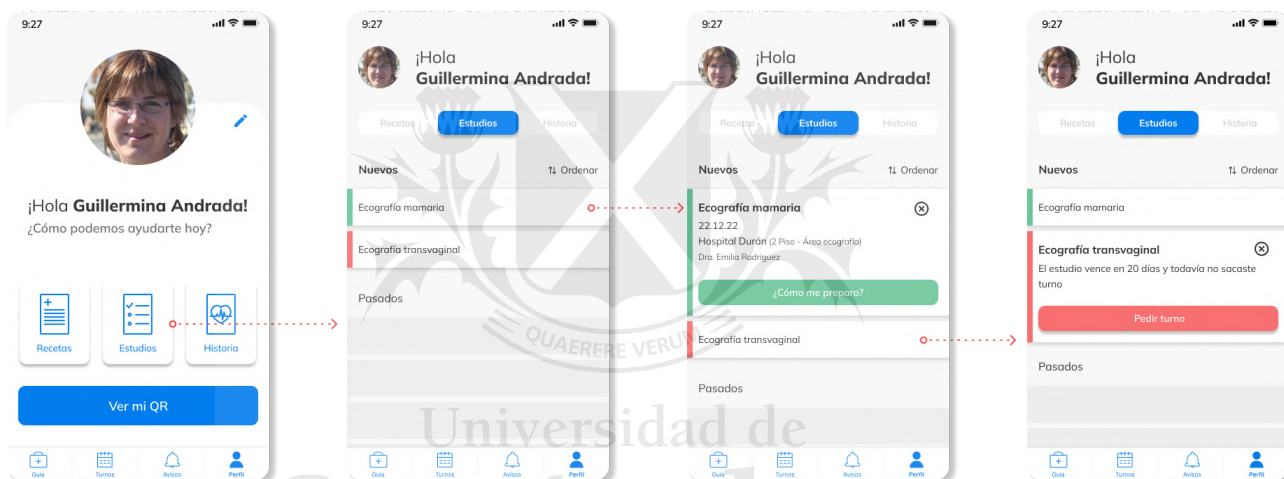 9:27
¡Hola Guillermina Andrada!
¿Cómo podemos ayudarte hoy?
Recetas
Estudios
Historia
Ver mi QR
Guía
Turnos
Avisos
Perfil
9:27
¡Hola
Guillermina Andrada!
Recetas
Estudios
Historia
Nuevos
Ordenar
Ecografía mamaria
Ecografía transvaginal
Pasados
Guía
Turnos
Avisos
Perfil
9:27
¡Hola
Guillermina Andrada!
Recetas
Estudios
Historia
Nuevos
Ordenar
Ecografía mamaria
22.12.22
Hospital Durán (2 Piso - Área ecografía)
Dra. Emilia Rodríguez
¿Cómo me preparo?
Ecografía transvaginal
Pasados
Guía
Turnos
Avisos
Perfil
9:27
¡Hola
Guillermina Andrada!
Recetas
Estudios
Historia
Nuevos
Ordenar
Ecografía mamaria
Ecografía transvaginal
El estudio vence en 20 días y todavía no sacaste
turno
Pedir turno
Pasados
Guía
Turnos
Avisos
Perfil
QUAERERE VERUM
Universidad de